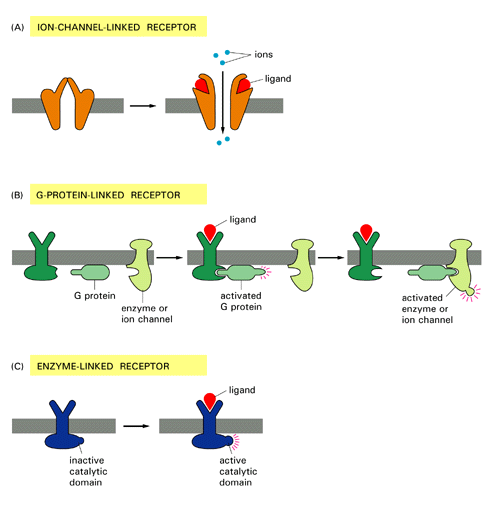 (A) ION-CHANNEL-LINKED RECEPTOR
ions
ligand
(B) G-PROTEIN-LINKED RECEPTOR
ligand
G protein
enzyme or
ion channel
activated
G protein
activated
enzyme or
ion channel
(C) ENZYME-LINKED RECEPTOR
ligand
inactive
catalytic
domain
active
catalytic
domain